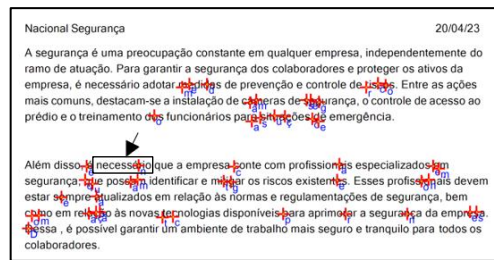 Nacional Segurança 20/04/23
A segurança é uma preocupação constante em qualquer empresa, independentemente do
ramo de atuação. Para garantir a segurança dos colaboradores e proteger os ativos da
empresa, é necessário adotar medidas de prevenção e controle de riscos. Entre as ações
mais comuns, destacam-se a instalação de câmeras de segurança, o controle de acesso ao
prédio e o treinamento dos funcionários para situações de emergência.
Além disso, é necessário que a empresa conte com profissionais especializados em
segurança, que possam identificar e mitigar os riscos existentes. Esses profissionais devem
estar sempre atualizados em relação às normas e regulamentações de segurança, bem
como em relação às novas tecnologias disponíveis para aprimorar a segurança da empresa.
Dessa , é possível garantir um ambiente de trabalho mais seguro e tranquilo para todos os
colaboradores.